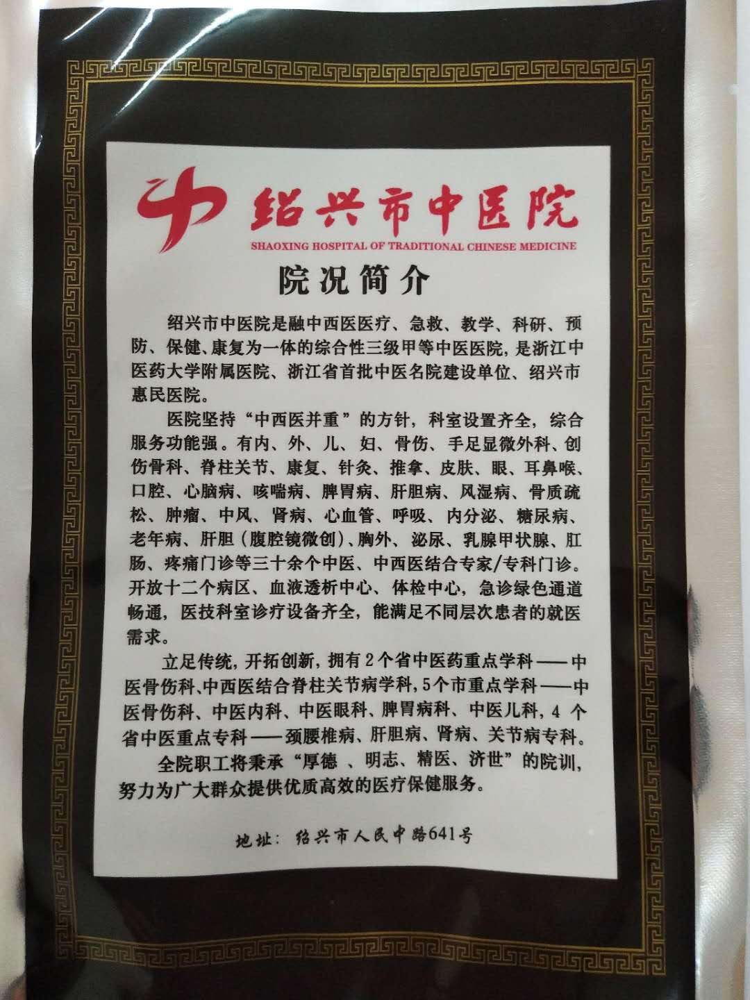 绍兴市中医院
SHAOXING HOSPITAL OF TRADITIONAL CHINESE MEDICINE
院况简介
绍兴市中医院是融中西医医疗、急救、教学、科研、预
防、保健、康复为一体的综合性三级甲等中医医院，是浙江中
医药大学附属医院、浙江省首批中医名院建设单位、绍兴市
惠民医院。
医院坚持“中西医并重”的方针，科室设置齐全，综合
服务功能强。有内、外、儿、妇、骨伤、手足显微外科、创
伤骨科、脊柱关节、康复、针灸、推拿、皮肤、眼、耳鼻喉、
口腔、心脑病、咳喘病、脾胃病、肝胆病、风湿病、骨质疏
松、肿瘤、中风、肾病、心血管、呼吸、内分泌、糖尿病、
老年病、肝胆（腹腔镜微创）、胸外、泌尿、乳腺甲状腺、肛
肠、疼痛门诊等三十余个中医、中西医结合专家/专科门诊。
开放十二个病区、血液透析中心、体检中心，急诊绿色通道
畅通，医技科室诊疗设备齐全，能满足不同层次患者的就医
需求。
立足传统，开拓创新，拥有2个省中医药重点学科——中
医骨伤科、中西医结合脊柱关节病学科，5个市重点学科——中
医骨伤科、中医内科、中医眼科、脾胃病科、中医儿科，4个
省中医重点专科——颈腰椎病、肝胆病、肾病、关节病专科。
全院职工将秉承“厚德、明志、精医、济世”的院训，
努力为广大群众提供优质高效的医疗保健服务。
地址：绍兴市人民中路641号